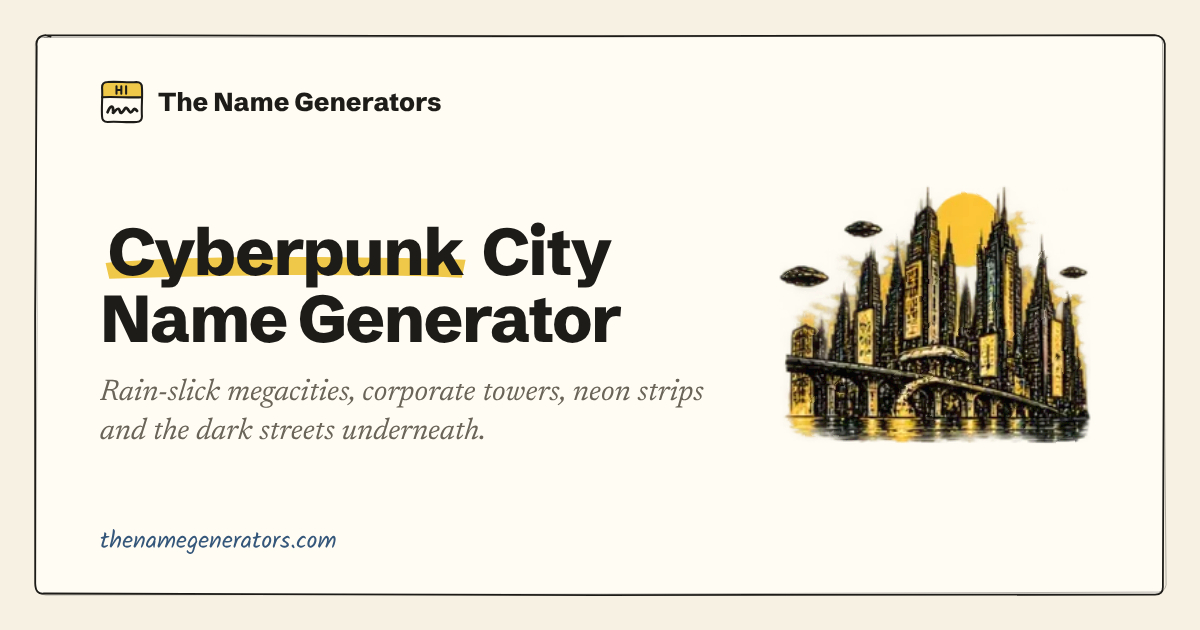 HI
The Name Generators
Cyberpunk City
Name Generator
Rain-slick megacities, corporate towers, neon strips
and the dark streets underneath.
thenamegenerators.com